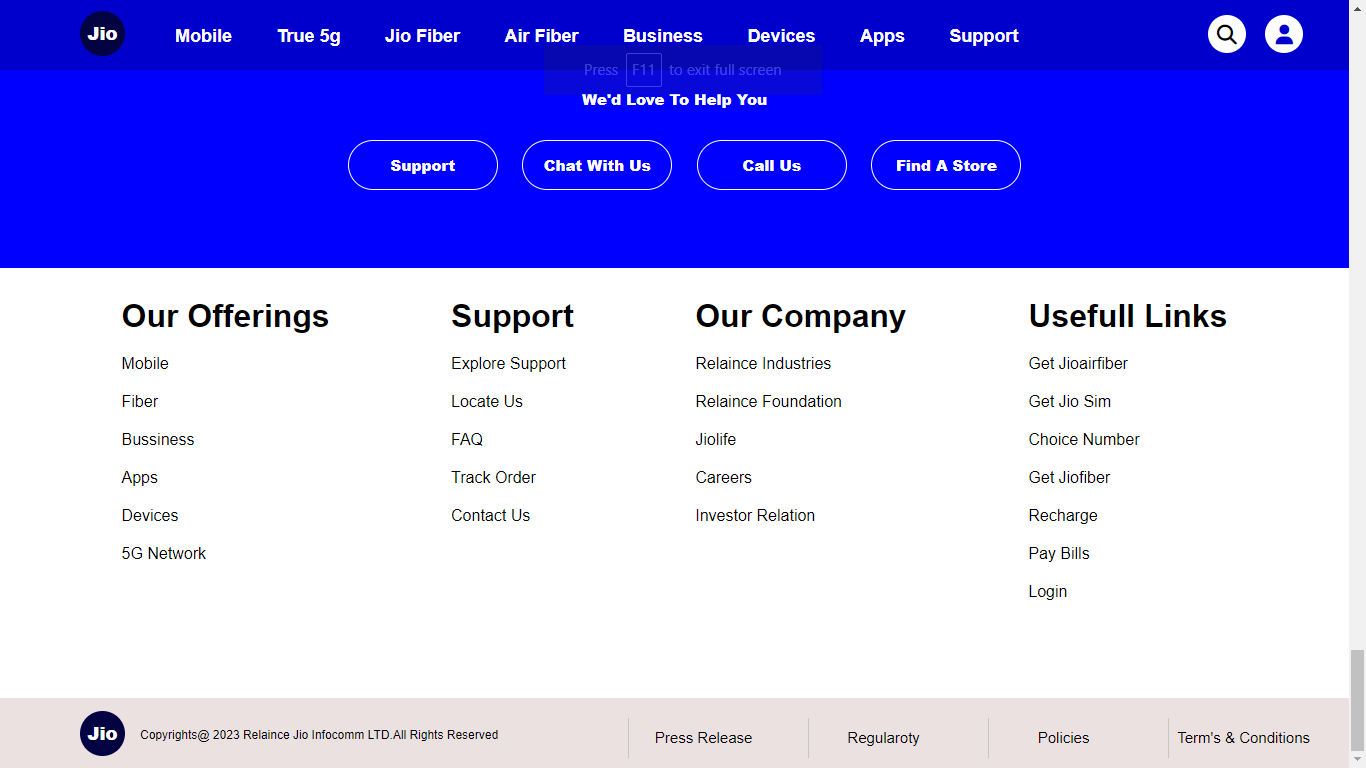 Jio Mobile True 5g Jio Fiber Air Fiber Business Devices Apps Support
Press F11 to exit full screen
We'd Love To Help You
Support Chat With Us Call Us Find A Store
Our Offerings
Mobile
Fiber
Bussiness
Apps
Devices
5G Network
Support
Explore Support
Locate Us
FAQ
Track Order
Contact Us
Our Company
Relaince Industries
Relaince Foundation
Jiolife
Careers
Investor Relation
Usefull Links
Get Jioairfiber
Get Jio Sim
Choice Number
Get Jiofiber
Recharge
Pay Bills
Login
Jio Copyrights@ 2023 Relaince Jio Infocomm LTD.All Rights Reserved Press Release Regularoty Policies Term's & Conditions